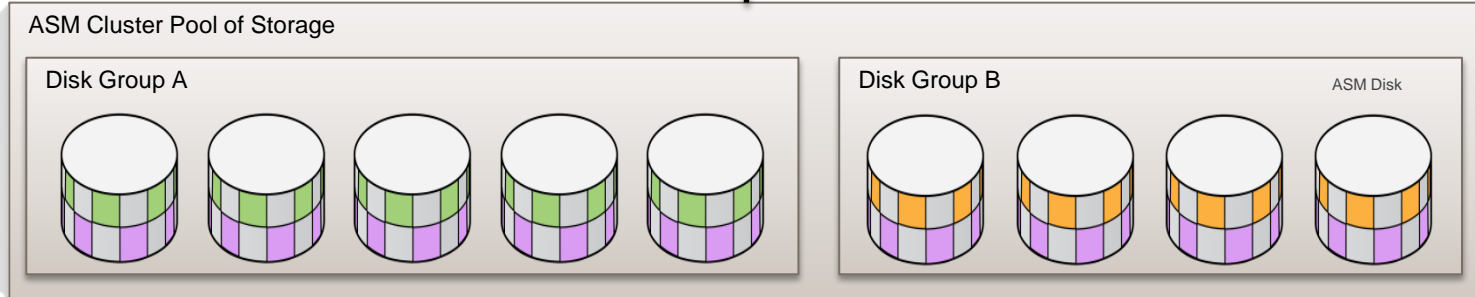 ASM Cluster Pool of Storage
Disk Group A
Disk Group B
ASM Disk